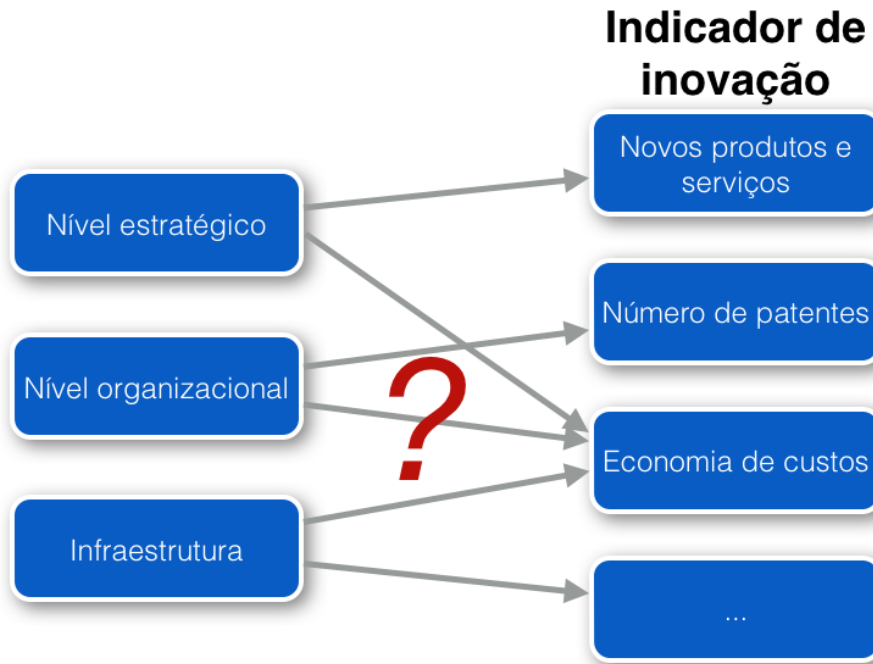 Indicador de
inovação
Novos produtos e
serviços
Nível estratégico
Número de patentes
Nível organizacional
?
Economia de custos
Infraestrutura
...